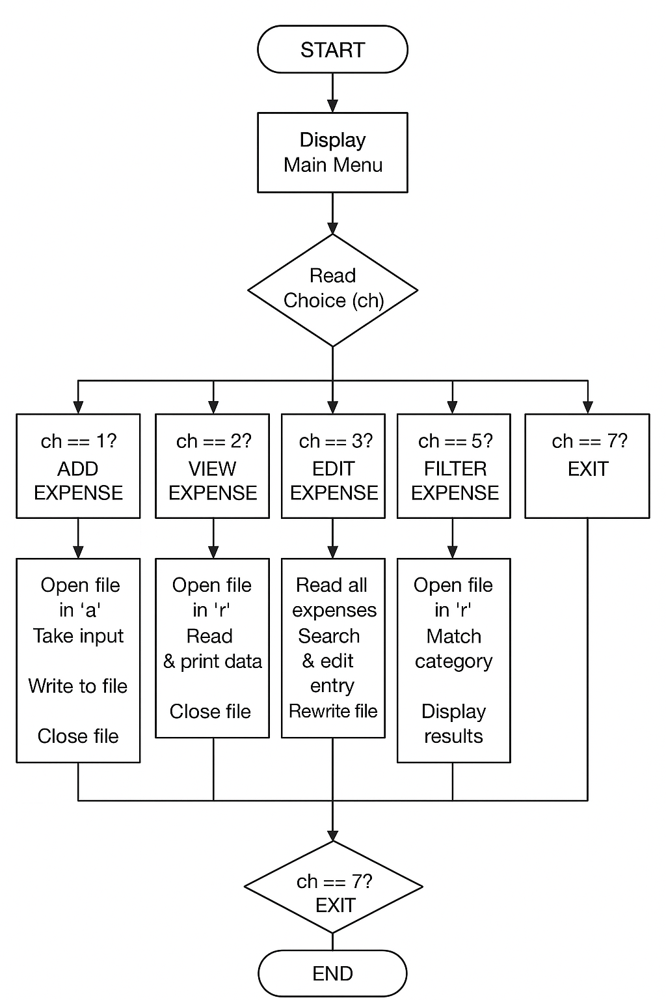 START
Display
Main Menu
Read
Choice (ch)
ch == 1?
ADD
EXPENSE
ch == 2?
VIEW
EXPENSE
ch == 3?
EDIT
EXPENSE
ch == 5?
FILTER
EXPENSE
ch == 7?
EXIT
Open file
in 'a'
Take input
Write to file
Close file
Open file
in 'r'
Read
& print data
Close file
Read all
expenses
Search
& edit
entry
Rewrite file
Open file
in 'r'
Match
category
Display
results
ch == 7?
EXIT
END